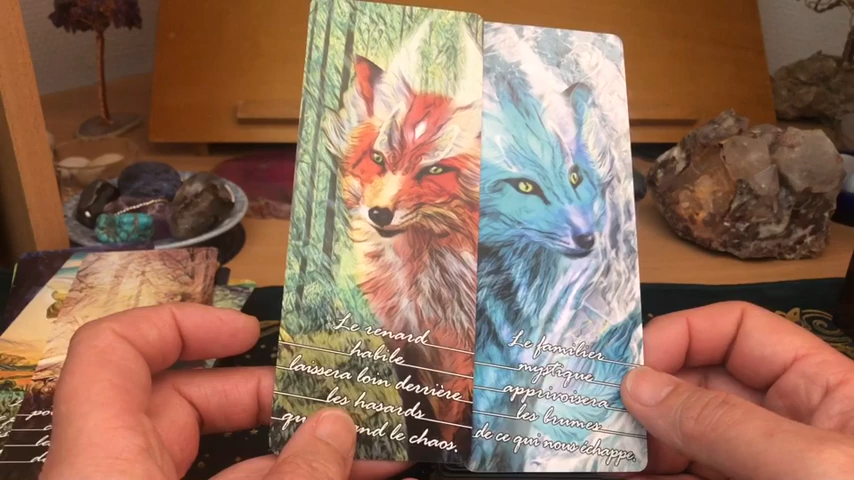 Le renard
habile
laissera loin derrière
les hasards
le chaos.
Le familier
mystique
apprivoisera
les brumes
de ce qui nous échappe.